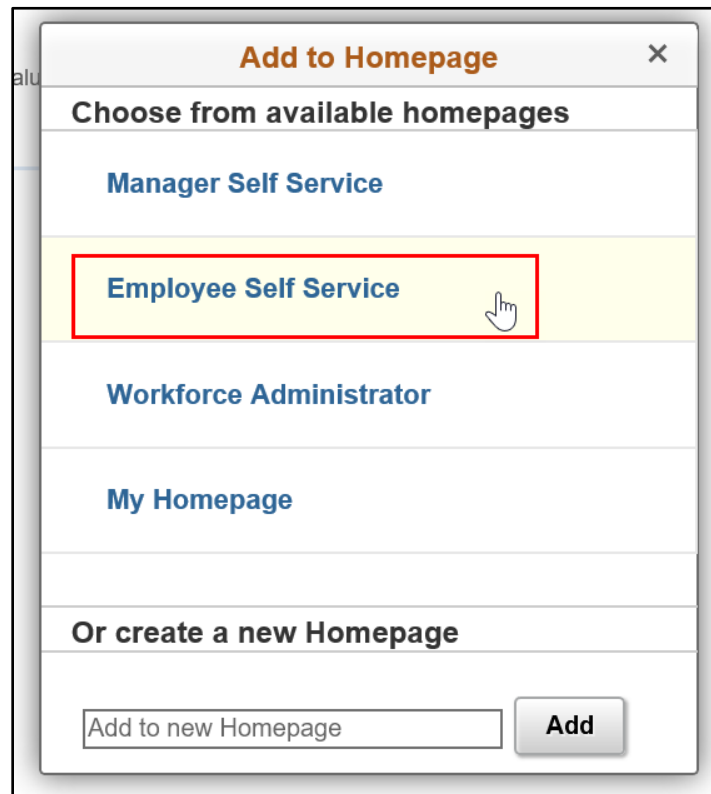 Add to Homepage ×
alu
Choose from available homepages
Manager Self Service
Employee Self Service
Workforce Administrator
My Homepage
Or create a new Homepage
Add to new Homepage Add